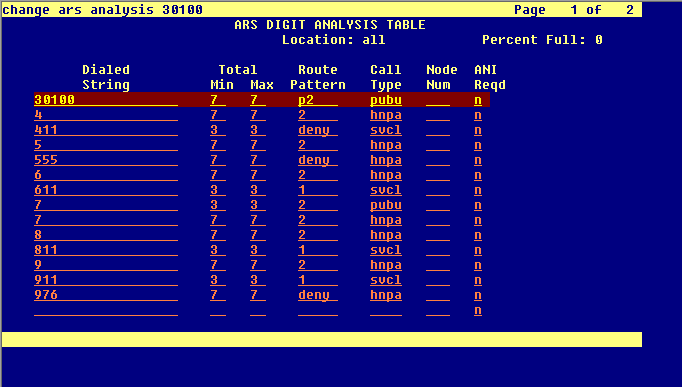 change ars analysis 30100 Page 1 of 2
ARS DIGIT ANALYSIS TABLE
Location: all Percent Full: 0
Dialed Total Route Call Node ANI
String Min Max Pattern Type Num Reqd
30100 7 7 p2 pubu n
4 7 7 2 hnpa n
411 3 3 deny svcl n
5 7 7 2 hnpa n
555 7 7 deny hnpa n
6 7 7 2 hnpa n
611 3 3 1 svcl n
7 3 3 2 pubu n
7 7 7 2 hnpa n
8 7 7 2 hnpa n
811 3 3 1 svcl n
9 7 7 2 hnpa n
911 3 3 1 svcl n
976 7 7 deny hnpa n
n